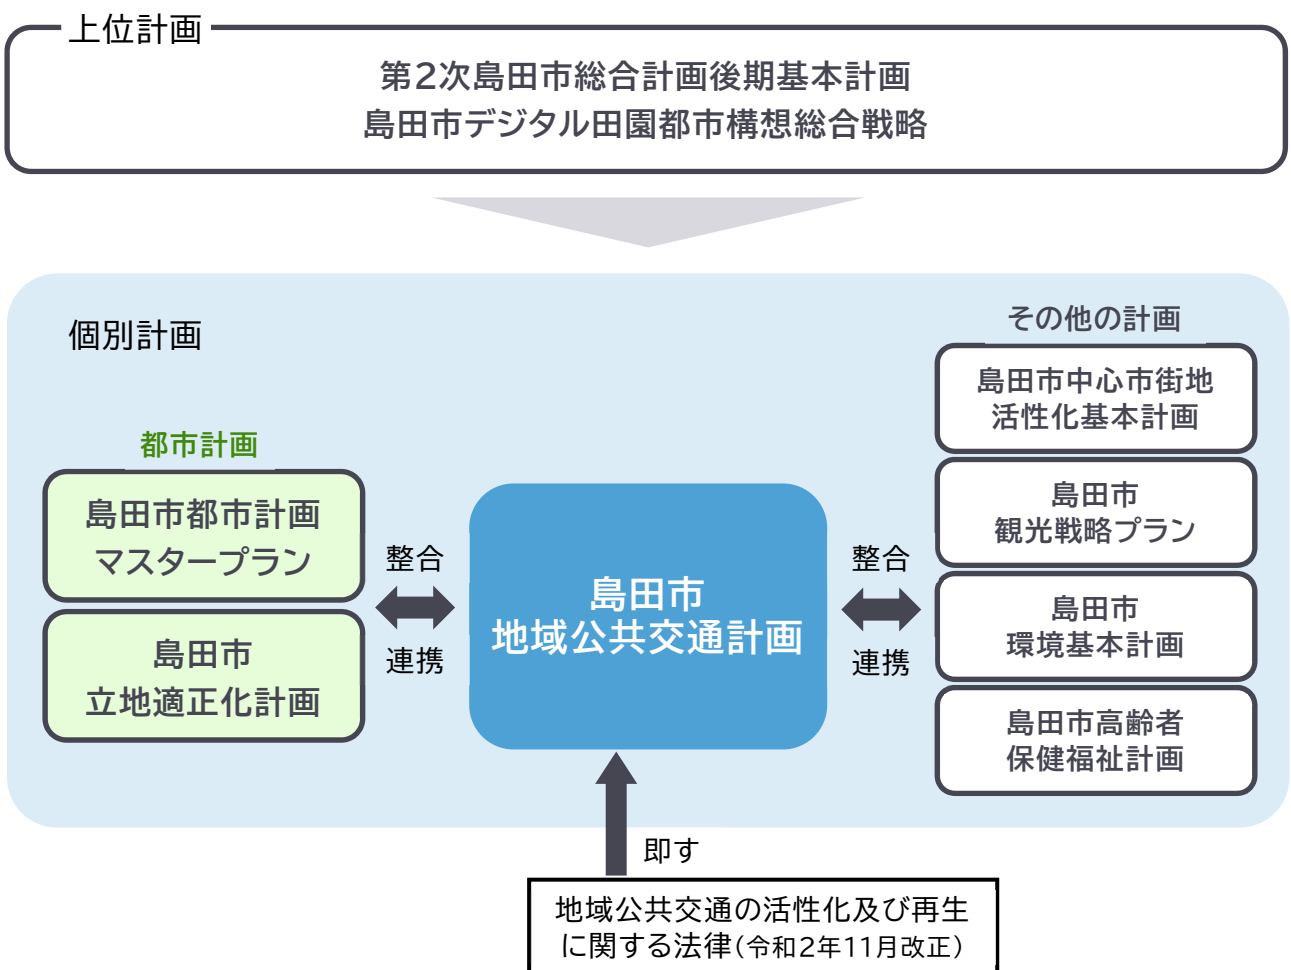 上位計画
第2次島田市総合計画後期基本計画
島田市デジタル田園都市構想総合戦略
個別計画
都市計画
島田市都市計画
マスタープラン
島田市
立地適正化計画
整合
連携
島田市
地域公共交通計画
整合
連携
その他の計画
島田市中心市街地
活性化基本計画
島田市
観光戦略プラン
島田市
環境基本計画
島田市高齢者
保健福祉計画
即す
地域公共交通の活性化及び再生
に関する法律(令和2年11月改正)